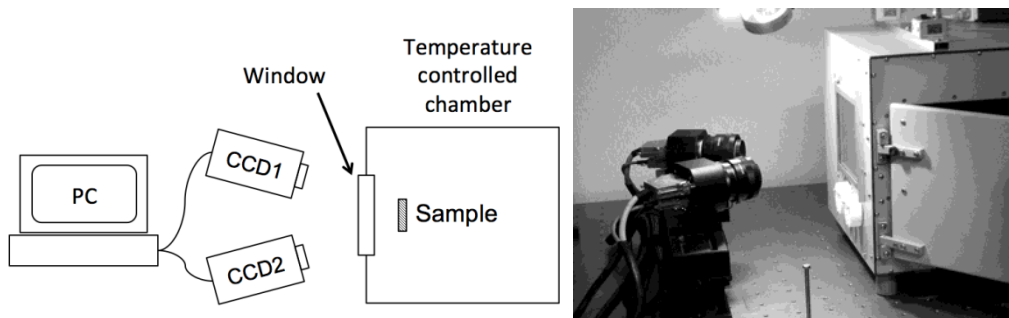 Temperature
controlled
chamber
Window
CCD1
PC
Sample
CCD2